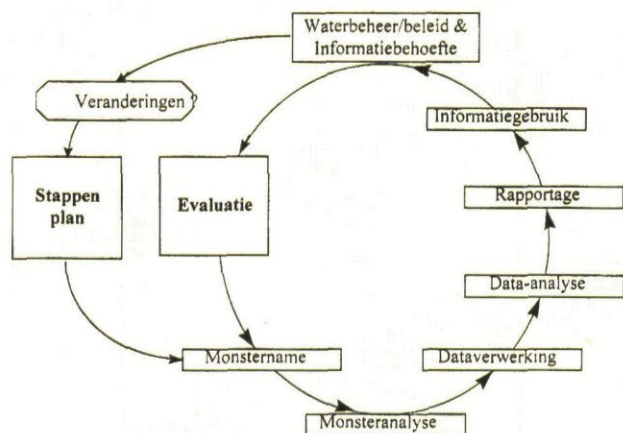 Waterbeheer/beleid &
Informatiebehoefte
Veranderingen ?
Informatiegebruik
Stappen
plan
Evaluatie
Rapportage
Data-analyse
Monstername
Dataverwerking
Monsteranalyse